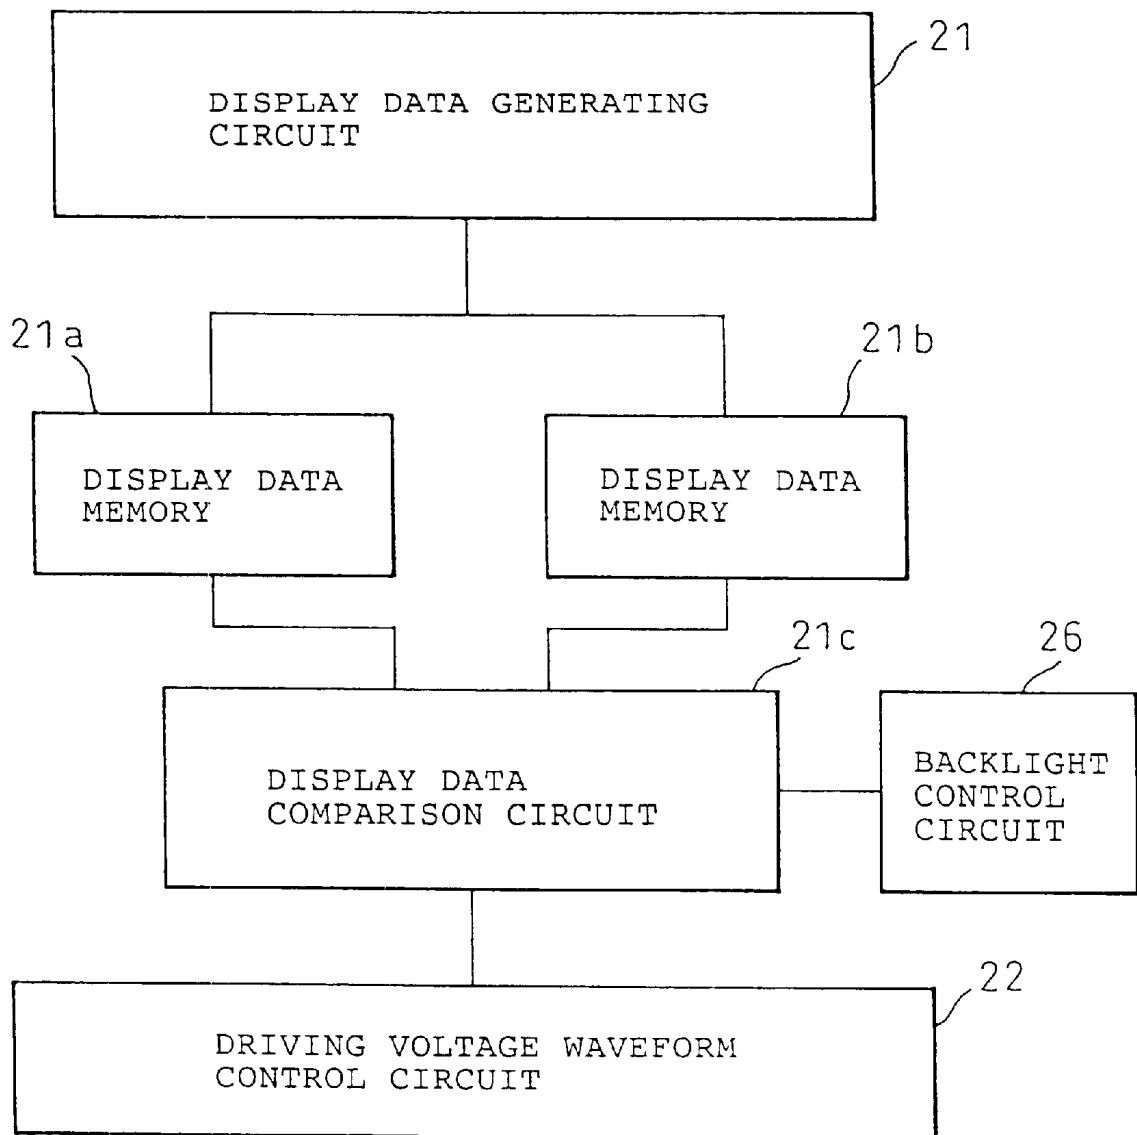 21
DISPLAY DATA GENERATING
CIRCUIT
21a
21b
DISPLAY DATA
MEMORY
DISPLAY DATA
MEMORY
21c
26
DISPLAY DATA
COMPARISON CIRCUIT
BACKLIGHT
CONTROL
CIRCUIT
22
DRIVING VOLTAGE WAVEFORM
CONTROL CIRCUIT